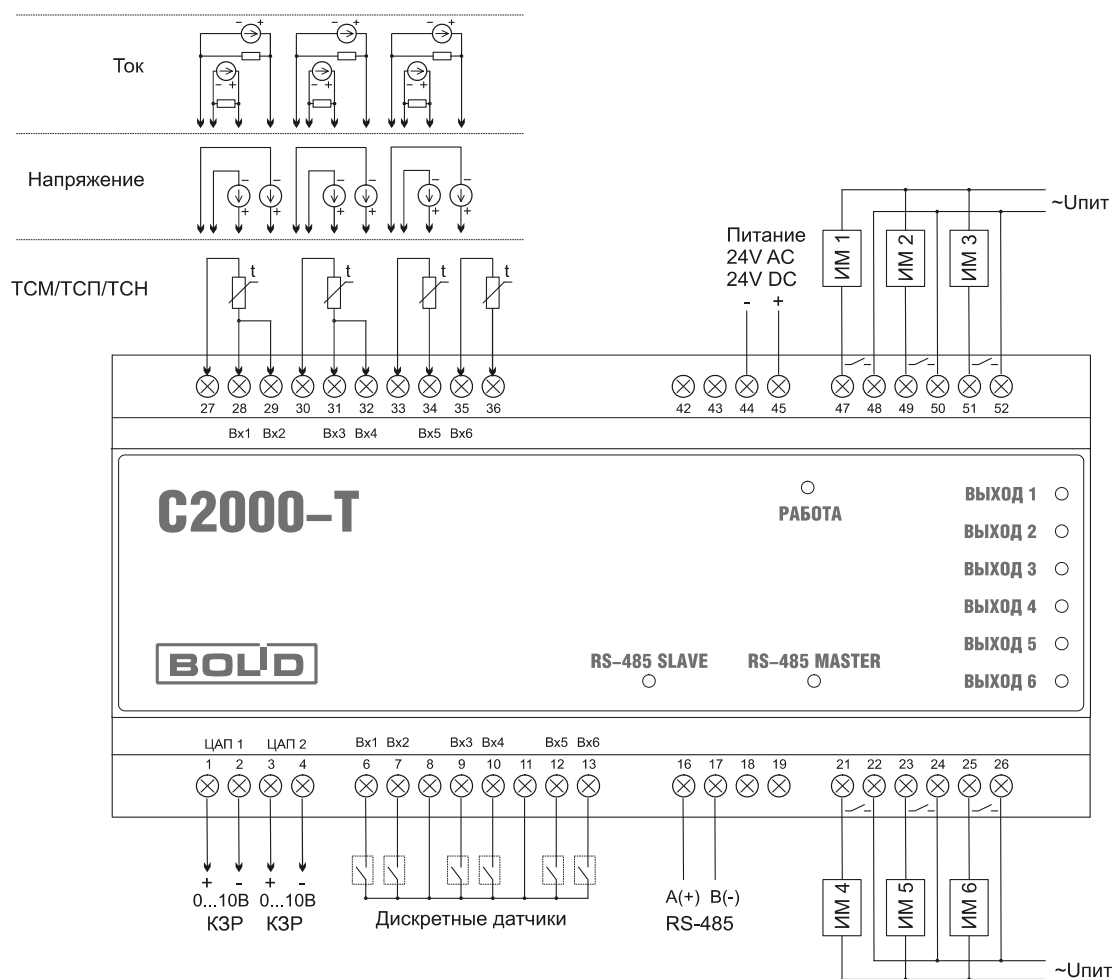 - + - + - +
Ток
- + - + - +
Напряжение
- - - - - -
+ + + + + +
~Uпит
Питание
24V AC
24V DC
- +
ИМ 1 ИМ 2 ИМ 3
ТСМ/ТСП/ТСН
t t t t
27 28 29 30 31 32 33 34 35 36 42 43 44 45 47 48 49 50 51 52
Вх1 Вх2 Вх3 Вх4 Вх5 Вх6
С2000-Т
РАБОТА
ВЫХОД 1
ВЫХОД 2
ВЫХОД 3
ВЫХОД 4
ВЫХОД 5
ВЫХОД 6
BOLID
RS-485 SLAVE RS-485 MASTER
ЦАП 1 ЦАП 2 Вх1 Вх2 Вх3 Вх4 Вх5 Вх6
1 2 3 4 6 7 8 9 10 11 12 13 16 17 18 19 21 22 23 24 25 26
+ - + -
0...10В 0...10В
КЗР КЗР
Дискретные датчики
A(+) B(-)
RS-485
ИМ 4 ИМ 5 ИМ 6
~Uпит